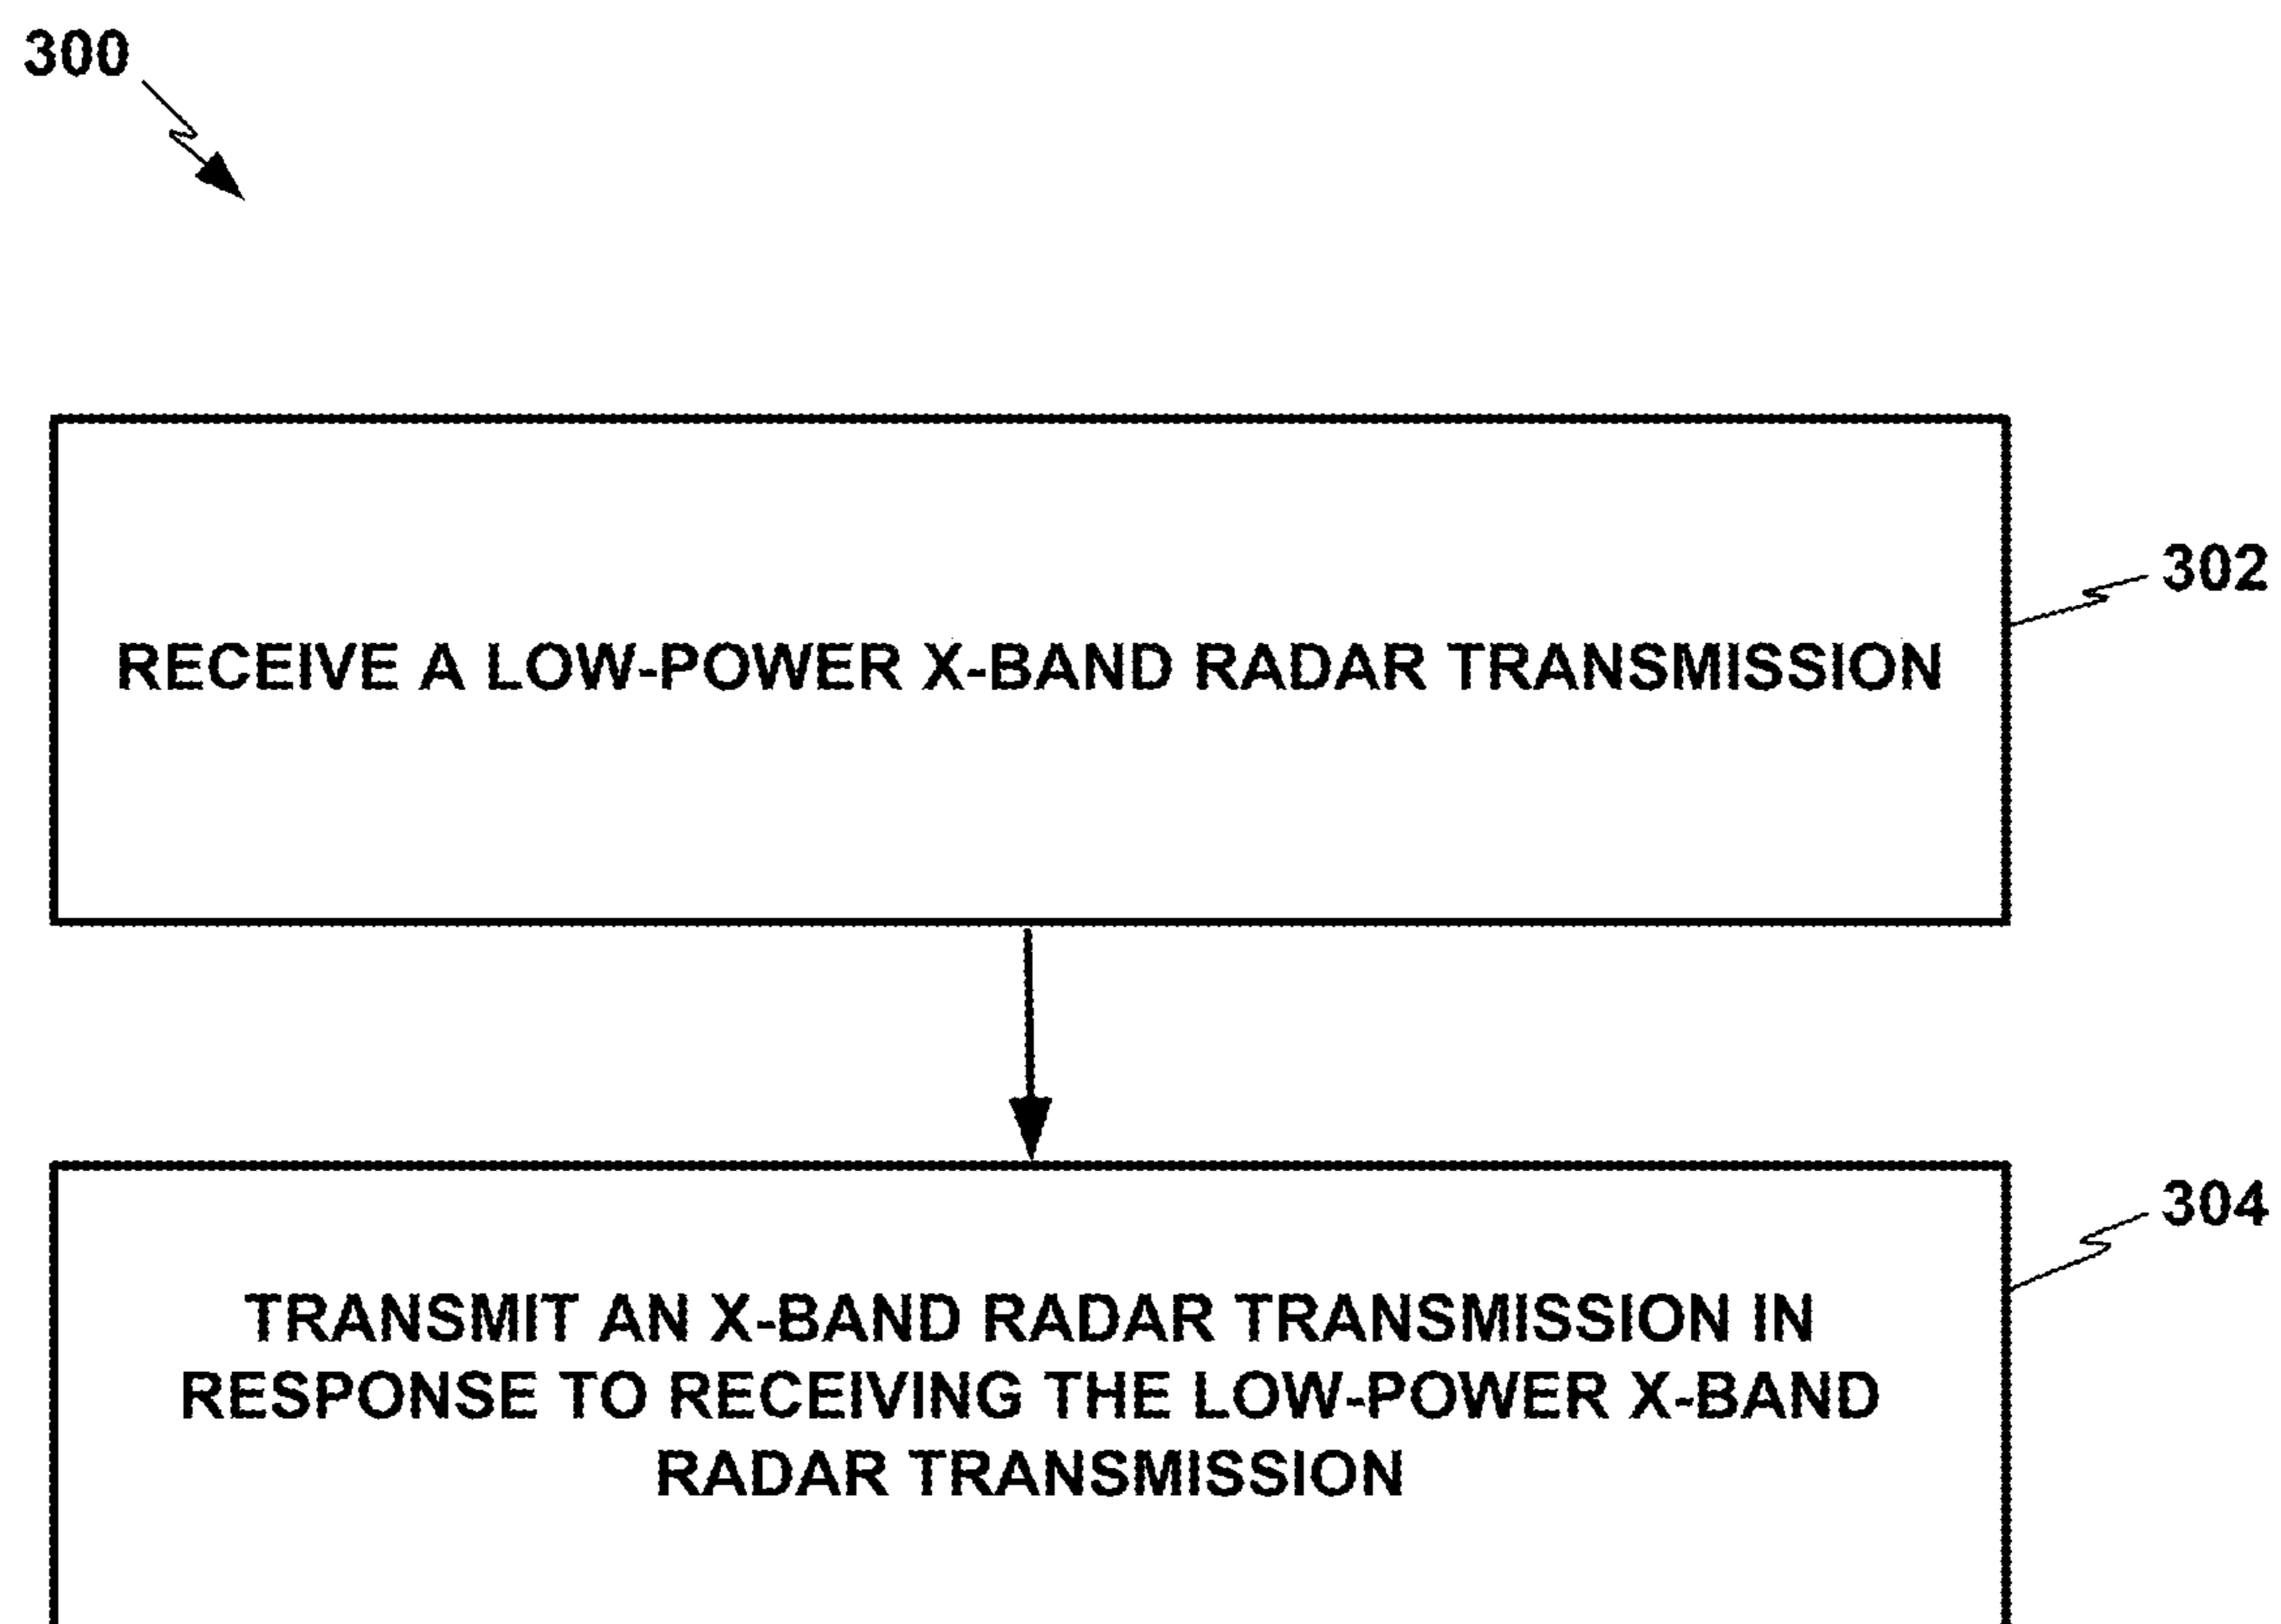 300
302
RECEIVE A LOW-POWER X-BAND RADAR TRANSMISSION
304
TRANSMIT AN X-BAND RADAR TRANSMISSION IN
RESPONSE TO RECEIVING THE LOW-POWER X-BAND
RADAR TRANSMISSION